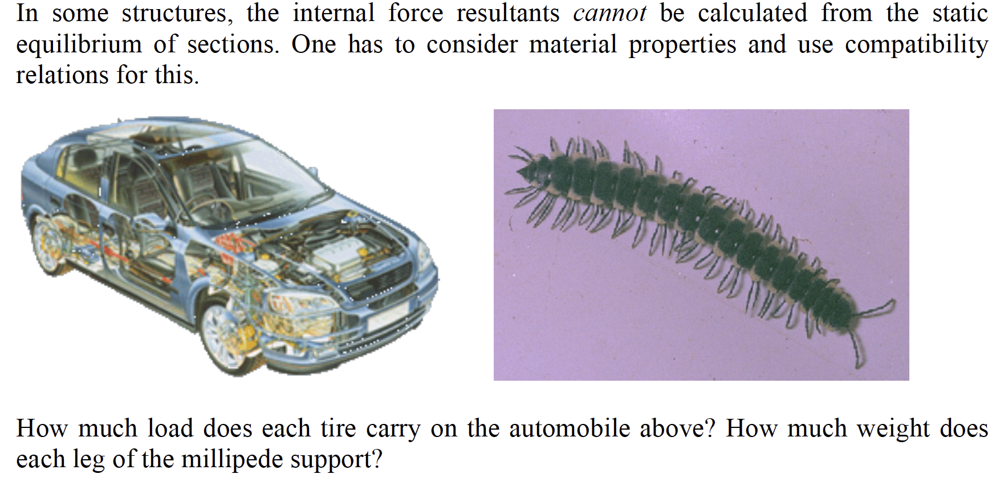 In some structures, the internal force resultants cannot be calculated from the static
equilibrium of sections. One has to consider material properties and use compatibility
relations for this.
How much load does each tire carry on the automobile above? How much weight does
each leg of the millipede support?